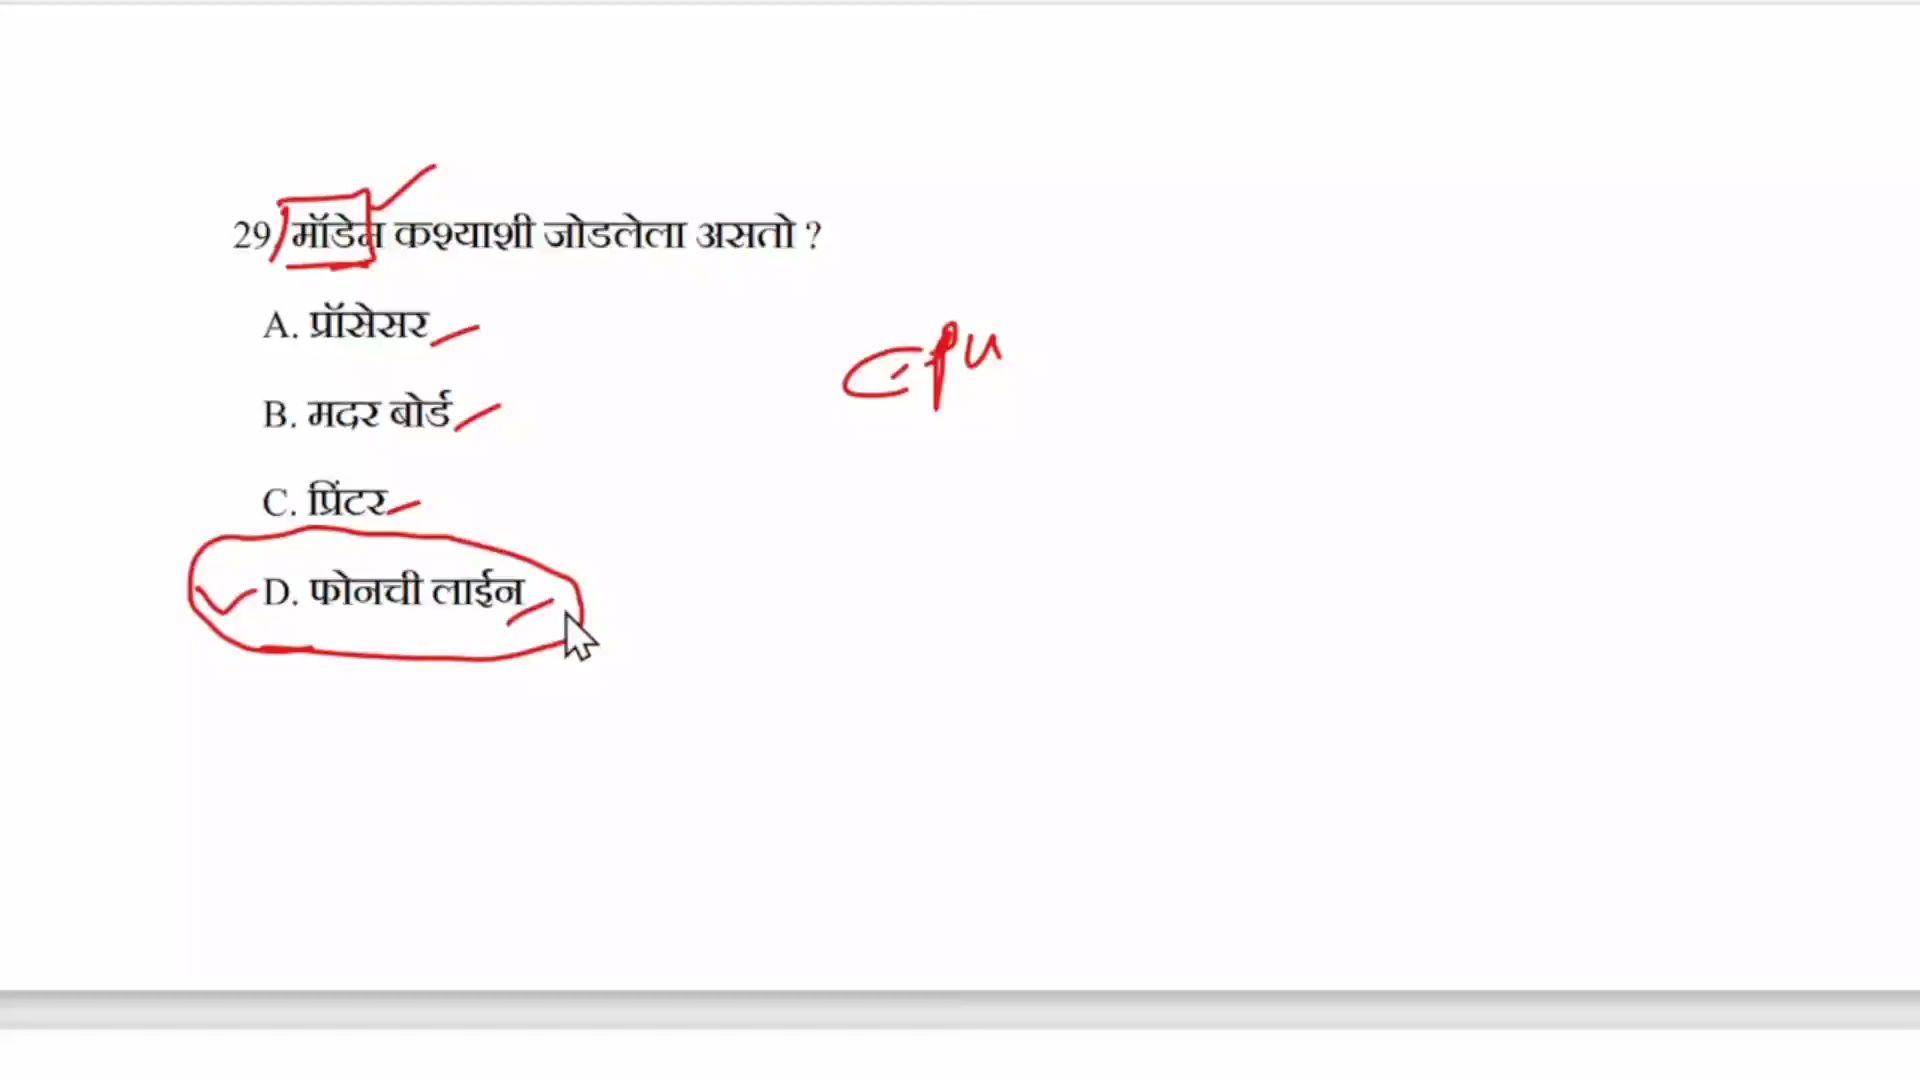 29. मॉडेम कश्याशी जोडलेला असतो ?
A. प्रॉसेसर
cpu
B. मदर बोर्ड
C. प्रिंटर
D. फोनची लाईन